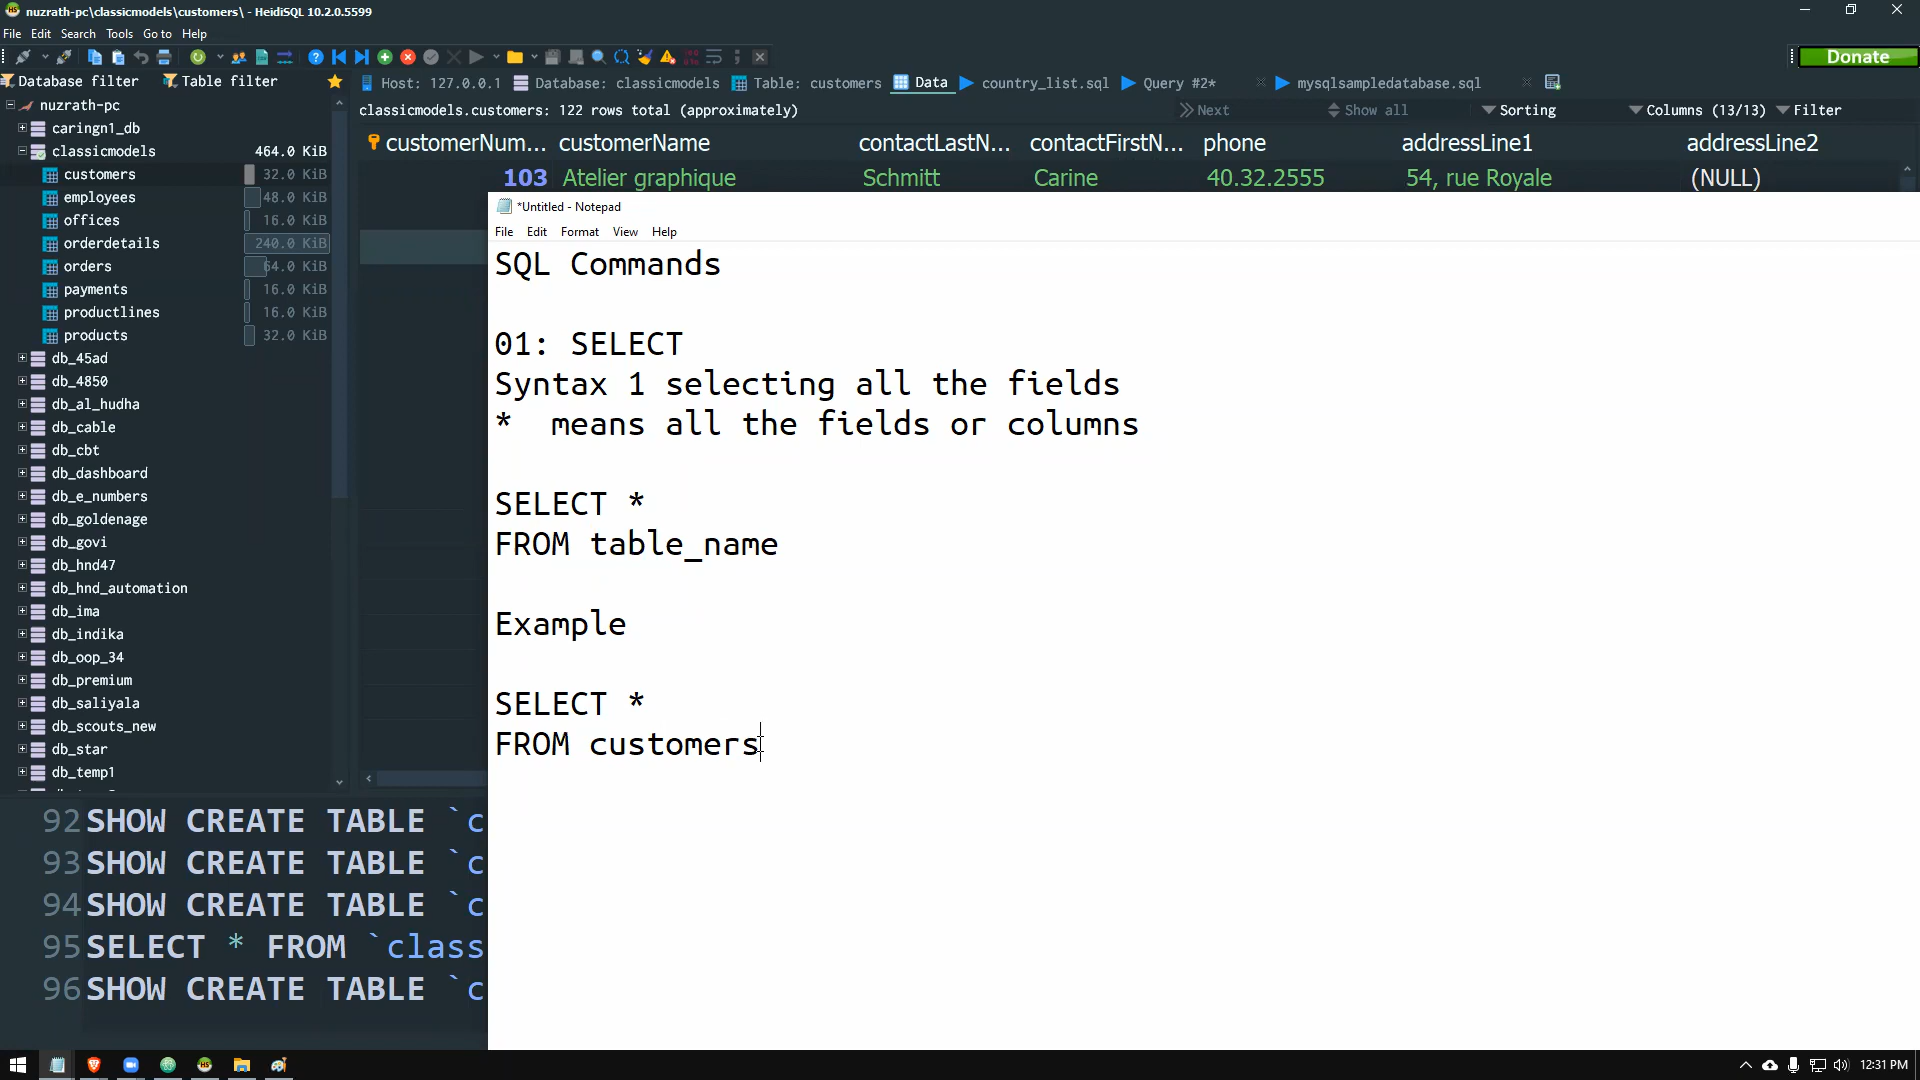 nuzrath-pc\classicmodels\customers\ - HeidiSQL 10.2.0.5599
File Edit Search Tools Go to Help
Donate
Database filter Table filter
Host: 127.0.0.1 Database: classicmodels Table: customers Data country_list.sql Query #2* mysqlsampledatabase.sql
classicmodels.customers: 122 rows total (approximately) Next Show all Sorting Columns (13/13) Filter
nuzrath-pc
caringn1_db
classicmodels 464.0 KiB
customers 32.0 KiB
employees 48.0 KiB
offices 16.0 KiB
orderdetails 240.0 KiB
orders 64.0 KiB
payments 16.0 KiB
productlines 16.0 KiB
products 32.0 KiB
db_45ad
db_4850
db_al_hudha
db_cable
db_cbt
db_dashboard
db_e_numbers
db_goldenage
db_govi
db_hnd47
db_hnd_automation
db_ima
db_indika
db_oop_34
db_premium
db_saliyala
db_scouts_new
db_star
db_temp1
customerNum... customerName contactLastN... contactFirstN... phone addressLine1 addressLine2
103 Atelier graphique Schmitt Carine 40.32.2555 54, rue Royale (NULL)
*Untitled - Notepad
File Edit Format View Help
SQL Commands
01: SELECT
Syntax 1 selecting all the fields
* means all the fields or columns
SELECT *
FROM table_name
Example
SELECT *
FROM customers
92 SHOW CREATE TABLE `c
93 SHOW CREATE TABLE `c
94 SHOW CREATE TABLE `c
95 SELECT * FROM `class
96 SHOW CREATE TABLE `c
12:31 PM